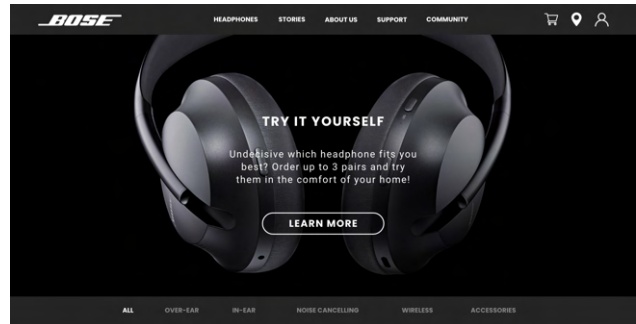 BOSE
HEADPHONES STORIES ABOUT US SUPPORT COMMUNITY
TRY IT YOURSELF
Undecisive which headphone fits you
best? Order up to 3 pairs and try
them in the comfort of your home!
LEARN MORE
ALL OVER-EAR IN-EAR NOISE CANCELLING WIRELESS ACCESSORIES